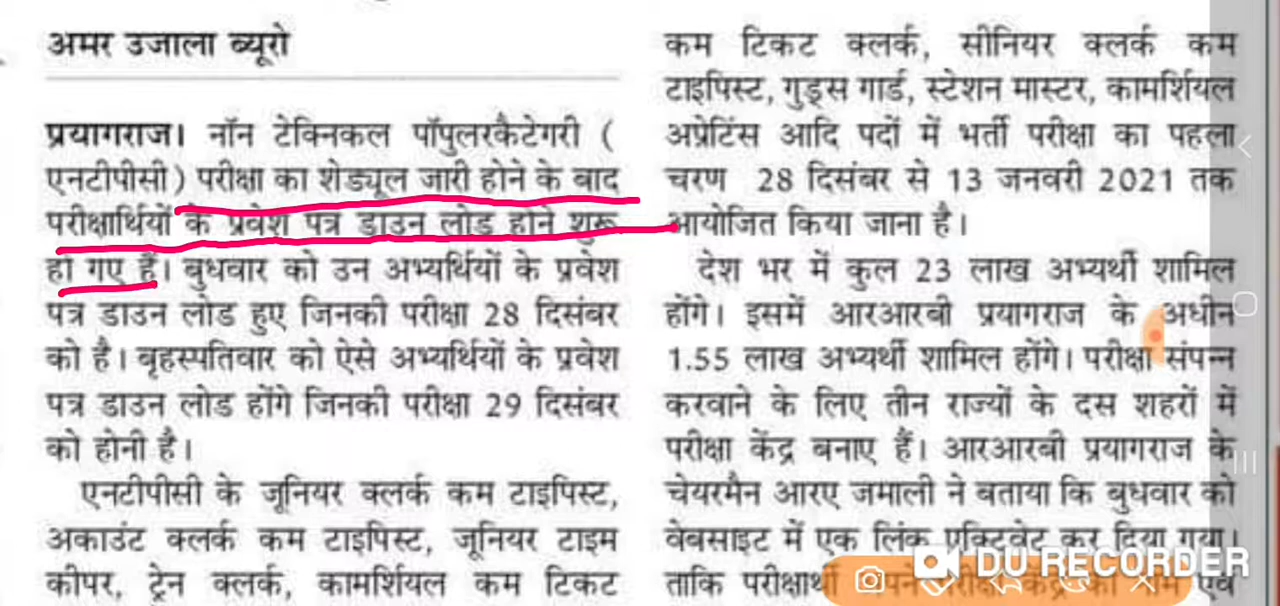 अमर उजाला ब्यूरो
प्रयागराज। नॉन टेक्निकल पॉपुलरकैटेगरी (
एनटीपीसी) परीक्षा का शेड्यूल जारी होने के बाद
परीक्षार्थियों के प्रवेश पत्र डाउन लोड होने शुरू
हो गए हैं। बुधवार को उन अभ्यर्थियों के प्रवेश
पत्र डाउन लोड हुए जिनकी परीक्षा 28 दिसंबर
को है। बृहस्पतिवार को ऐसे अभ्यर्थियों के प्रवेश
पत्र डाउन लोड होंगे जिनकी परीक्षा 29 दिसंबर
को होनी है।
एनटीपीसी के जूनियर क्लर्क कम टाइपिस्ट,
अकाउंट क्लर्क कम टाइपिस्ट, जूनियर टाइम
कीपर, ट्रेन क्लर्क, कामर्शियल कम टिकट
कम टिकट क्लर्क, सीनियर क्लर्क कम
टाइपिस्ट, गुड्स गार्ड, स्टेशन मास्टर, कामर्शियल
अप्रेटिंस आदि पदों में भर्ती परीक्षा का पहला
चरण 28 दिसंबर से 13 जनवरी 2021 तक
आयोजित किया जाना है।
देश भर में कुल 23 लाख अभ्यर्थी शामिल
होंगे। इसमें आरआरबी प्रयागराज के अधीन
1.55 लाख अभ्यर्थी शामिल होंगे। परीक्षा संपन्न
करवाने के लिए तीन राज्यों के दस शहरों में
परीक्षा केंद्र बनाए हैं। आरआरबी प्रयागराज के
चेयरमैन आरए जमाली ने बताया कि बुधवार को
वेबसाइट में एक लिंक एक्टिवेट कर दिया गया।
ताकि परीक्षार्थी एवं
DU RECORDER